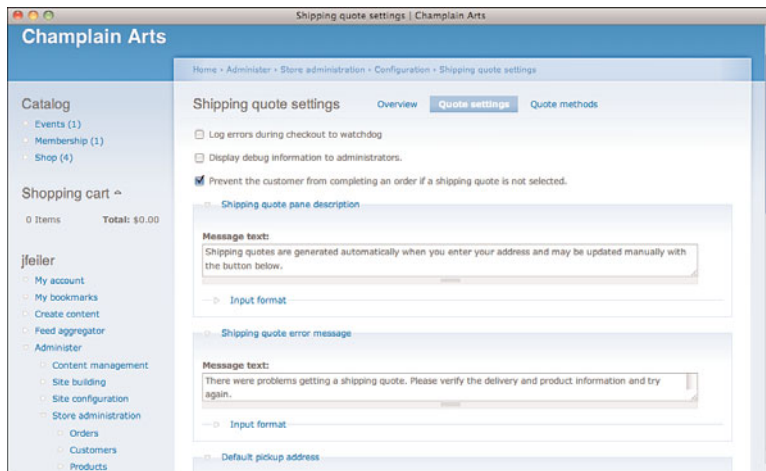 Shipping quote settings | Champlain Arts
Champlain Arts
Home » Administer » Store administration » Configuration » Shipping quote settings
Catalog
Events (1)
Membership (1)
Shop (4)
Shopping cart
0 Items Total: $0.00
jfeiler
My account
My bookmarks
Create content
Feed aggregator
Administer
Content management
Site building
Site configuration
Store administration
Orders
Customers
Products
Shipping quote settings
Overview Quote settings Quote methods
Log errors during checkout to watchdog
Display debug information to administrators.
Prevent the customer from completing an order if a shipping quote is not selected.
Shipping quote pane description
Message text:
Shipping quotes are generated automatically when you enter your address and may be updated manually with
the button below.
Input format
Shipping quote error message
Message text:
There were problems getting a shipping quote. Please verify the delivery and product information and try
again.
Input format
Default pickup address